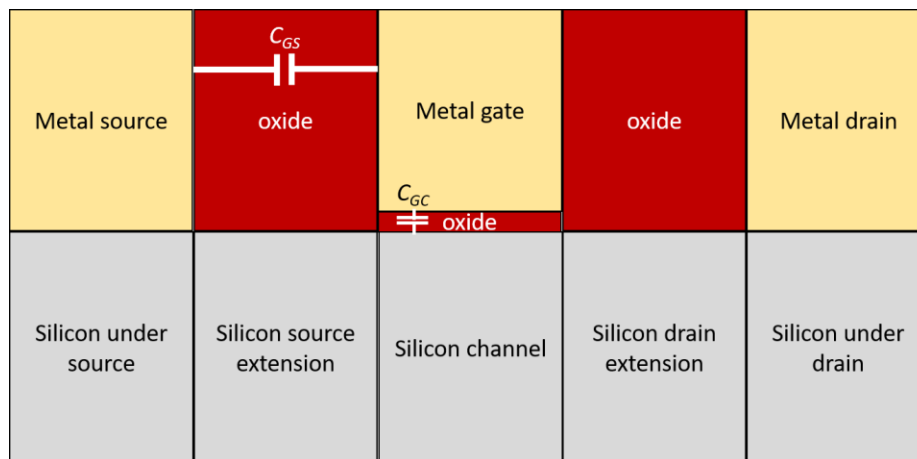 C_GS
Metal source
oxide
Metal gate
oxide
Metal drain
C_GC
oxide
Silicon under
source
Silicon source
extension
Silicon channel
Silicon drain
extension
Silicon under
drain